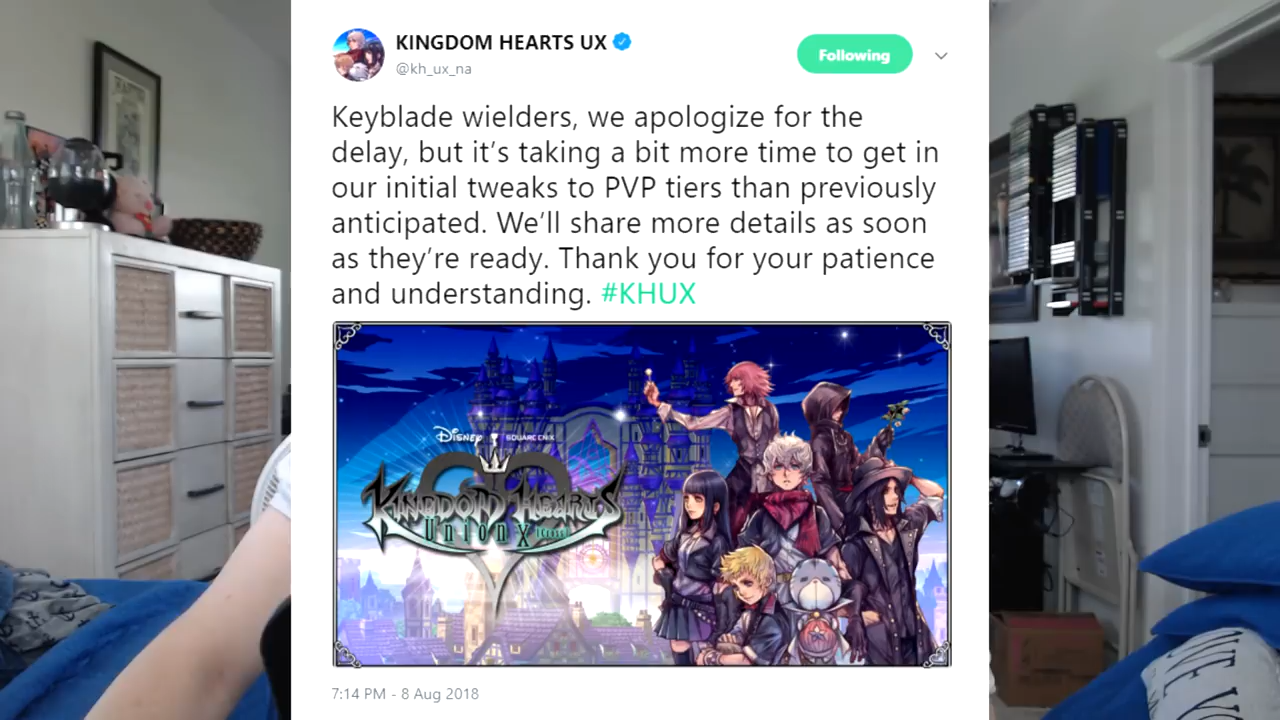 KINGDOM HEARTS UX
@kh_ux_na
Following
Keyblade wielders, we apologize for the
delay, but it's taking a bit more time to get in
our initial tweaks to PVP tiers than previously
anticipated. We'll share more details as soon
as they're ready. Thank you for your patience
and understanding. #KHUX
Disney SQUARE ENIX
KINGDOM HEARTS
Union χ [cross]
7:14 PM - 8 Aug 2018